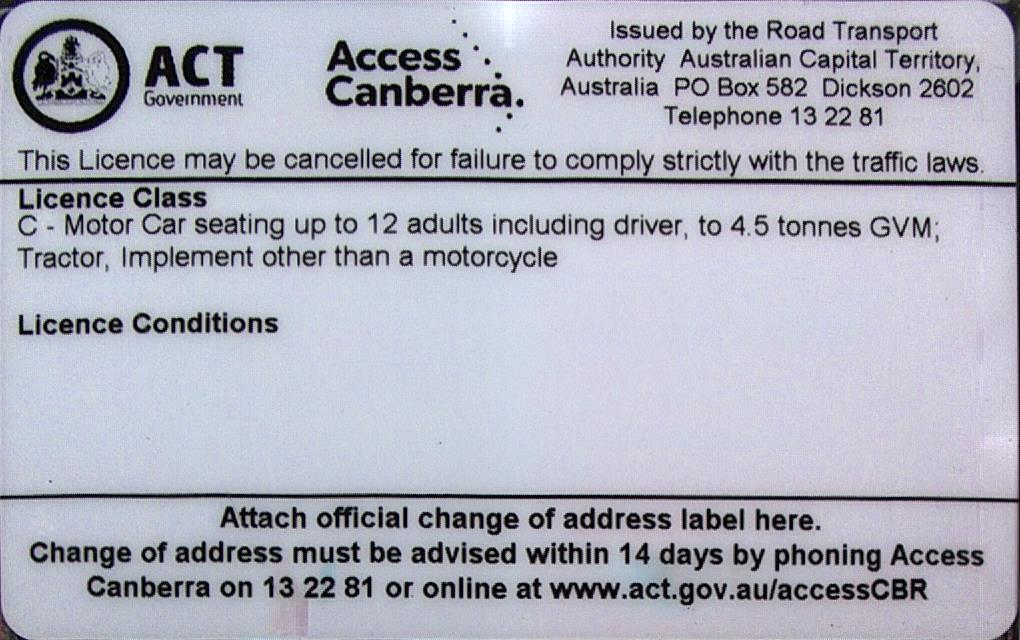 ACT
Government
Access
Canberra.
Issued by the Road Transport
Authority Australian Capital Territory,
Australia PO Box 582 Dickson 2602
Telephone 13 22 81
This Licence may be cancelled for failure to comply strictly with the traffic laws.
Licence Class
C - Motor Car seating up to 12 adults including driver, to 4.5 tonnes GVM;
Tractor, Implement other than a motorcycle
Licence Conditions
Attach official change of address label here.
Change of address must be advised within 14 days by phoning Access
Canberra on 13 22 81 or online at www.act.gov.au/accessCBR